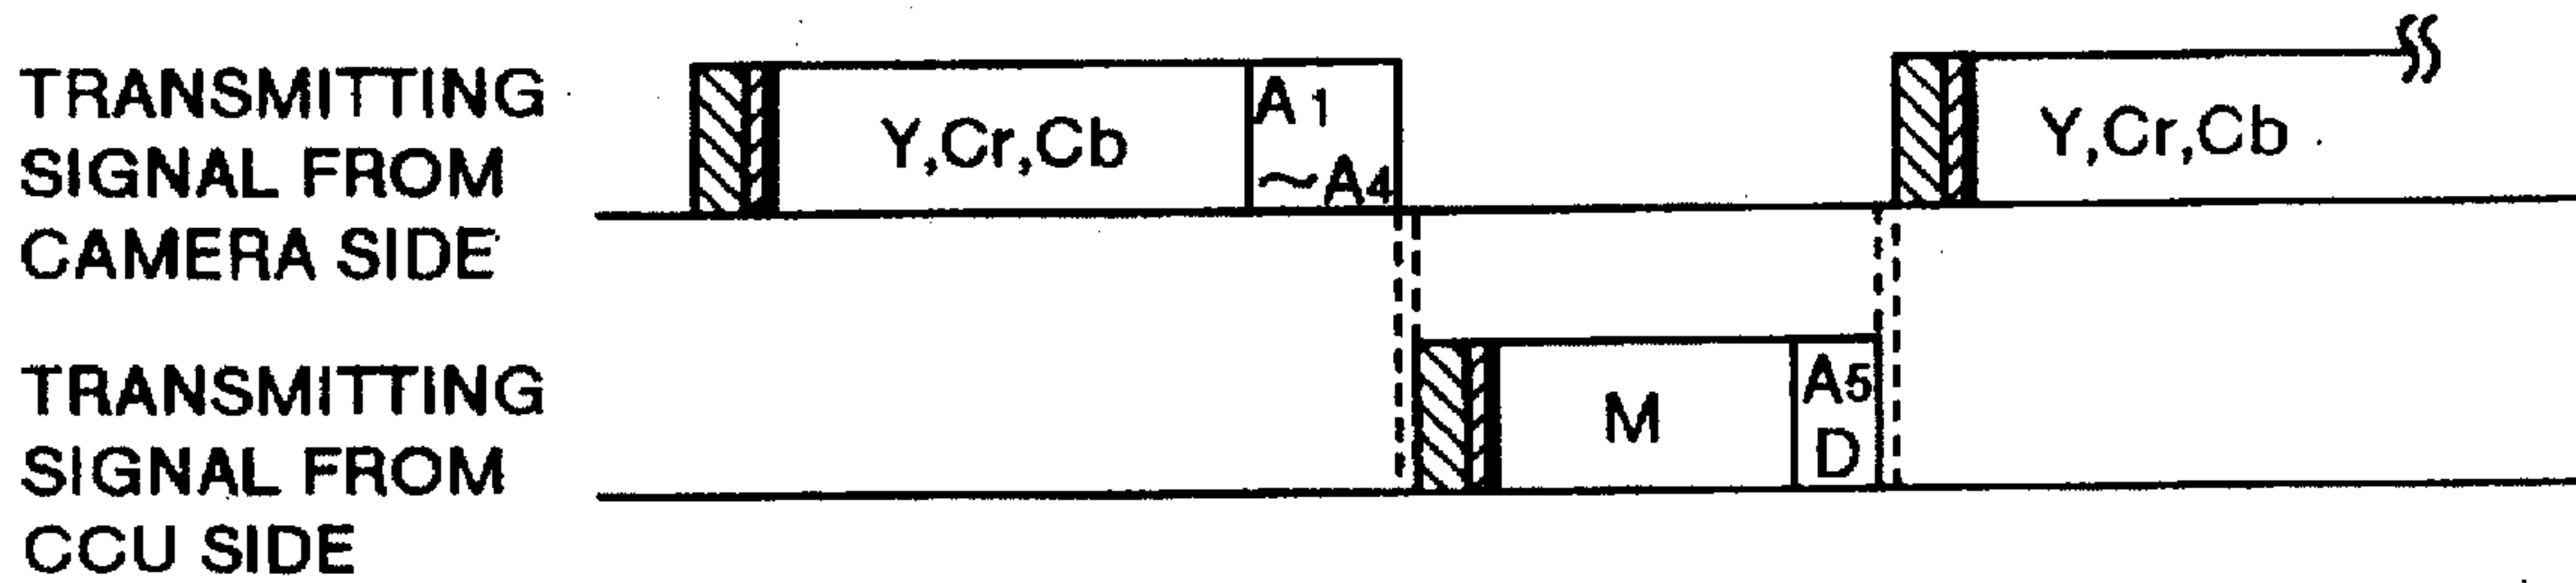 TRANSMITTING
SIGNAL FROM
CAMERA SIDE
Y,Cr,Cb
A1
~A4
Y,Cr,Cb
TRANSMITTING
SIGNAL FROM
CCU SIDE
M
A5
D